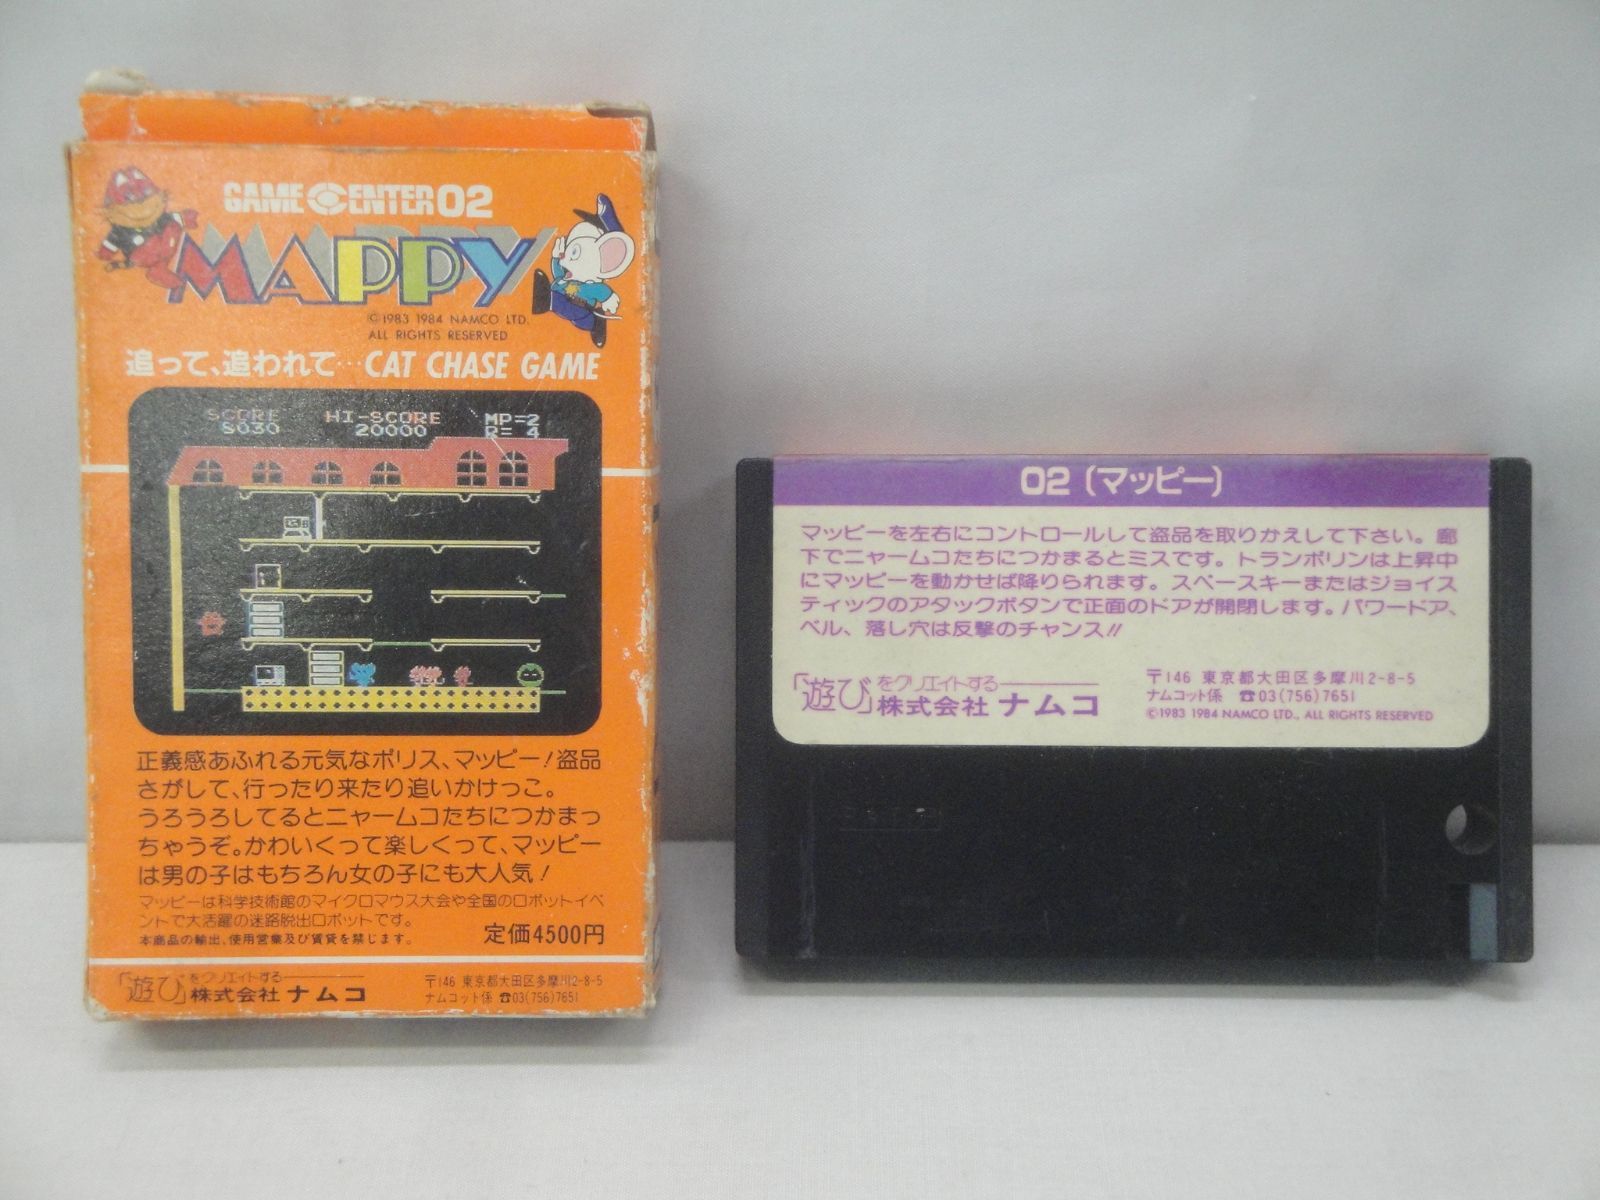 GAME CENTER 02
MAPPY
©1983 1984 NAMCO LTD.
ALL RIGHTS RESERVED
追って、追われて…CAT CHASE GAME
SCORE HI-SCORE MP=2
8030 20000 R= 4
正義感あふれる元気なポリス、マッピー!盗品
さがして、行ったり来たり追いかけっこ。
うろうろしてるとニャームコたちにつかまっ
ちゃうぞ。かわいくって楽しくって、マッピー
は男の子はもちろん女の子にも大人気!
マッピーは科学技術館のマイクロマウス大会や全国のロボットイベ
ントで大活躍の迷路脱出ロボットです。
本商品の輸出、使用営業及び賃貸を禁じます。 定価4500円
「遊び」をクリエイトする
株式会社 ナムコ
〒146 東京都大田区多摩川2-8-5
ナムコット係 ☎03(756)7651
02 (マッピー)
マッピーを左右にコントロールして盗品を取りかえして下さい。廊
下でニャームコたちにつかまるとミスです。トランポリンは上昇中
にマッピーを動かせば降りられます。スペースキーまたはジョイス
ティックのアタックボタンで正面のドアが開閉します。パワードア、
ベル、落し穴は反撃のチャンス!!
「遊び」をクリエイトする
株式会社 ナムコ
〒146 東京都大田区多摩川2-8-5
ナムコット係 ☎03(756)7651
©1983 1984 NAMCO LTD., ALL RIGHTS RESERVED